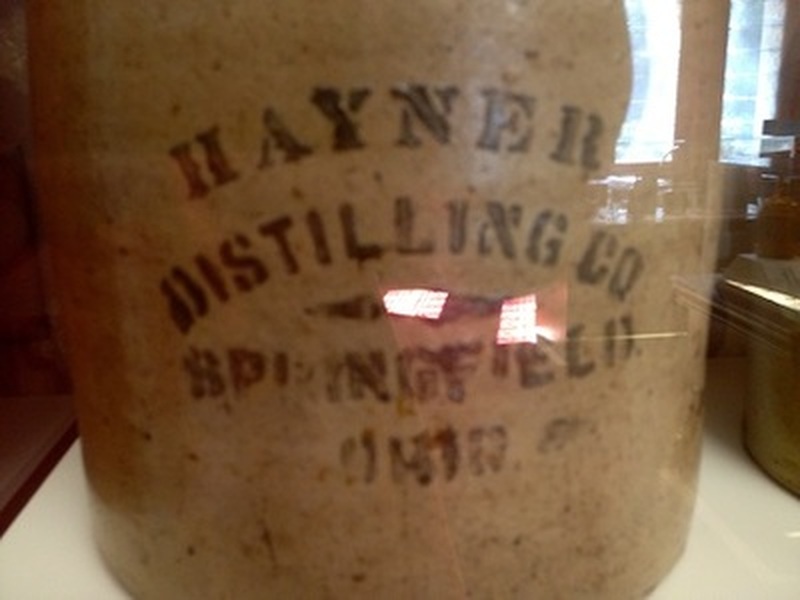 HAYNER
DISTILLING CO
SPRINGFIELD.
OHIO